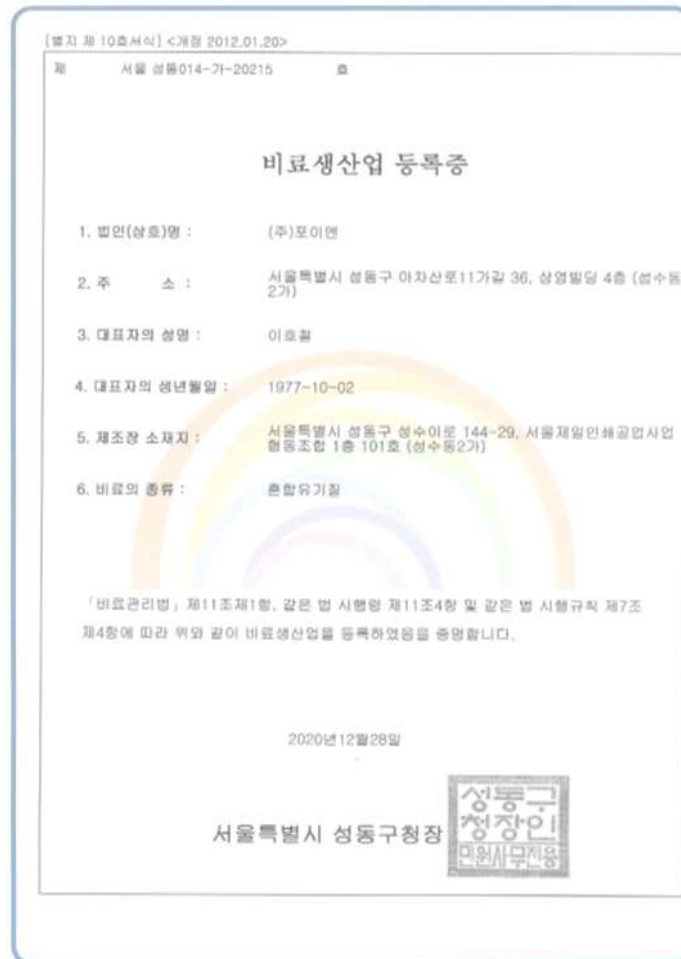 [별지 제 10호서식] <개정 2012.01.20>
제 서울 성동014-가-20215 호
비료생산업 등록증
1. 법인(상호)명 : (주)포이엔
2. 주 소 : 서울특별시 성동구 아차산로11가길 36, 삼영빌딩 4층 (성수동
2가)
3. 대표자의 성명 : 이호철
4. 대표자의 생년월일 : 1977-10-02
5. 제조장 소재지 : 서울특별시 성동구 성수이로 144-29, 서울제일인쇄공업사업
협동조합 1층 101호 (성수동2가)
6. 비료의 종류 : 혼합유기질
「비료관리법」제11조제1항, 같은 법 시행령 제11조4항 및 같은 법 시행규칙 제7조
제4항에 따라 위와 같이 비료생산업을 등록하였음을 증명합니다.
2020년12월28일
서울특별시 성동구청장
성동구
청장인
민원사무전용